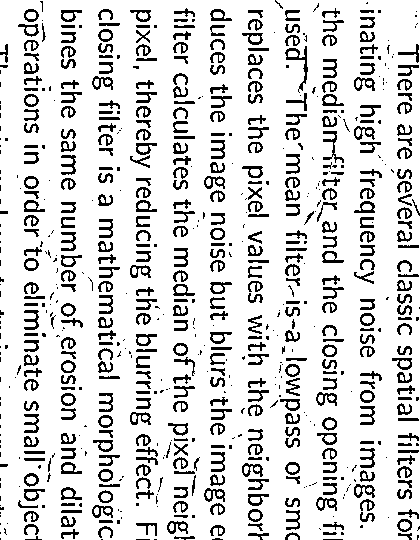 There are several classic spatial filters for
inating high frequency noise from images.
the median filter and the closing opening fi
used. The mean filter is a lowpass or smo
replaces the pixel values with the neighborh
duces the image noise but blurs the image e
filter calculates the median of the pixel neigh
pixel, thereby reducing the blurring effect. Fi
closing filter is a mathematical morphologic
bines the same number of erosion and dilat
operations in order to eliminate small object